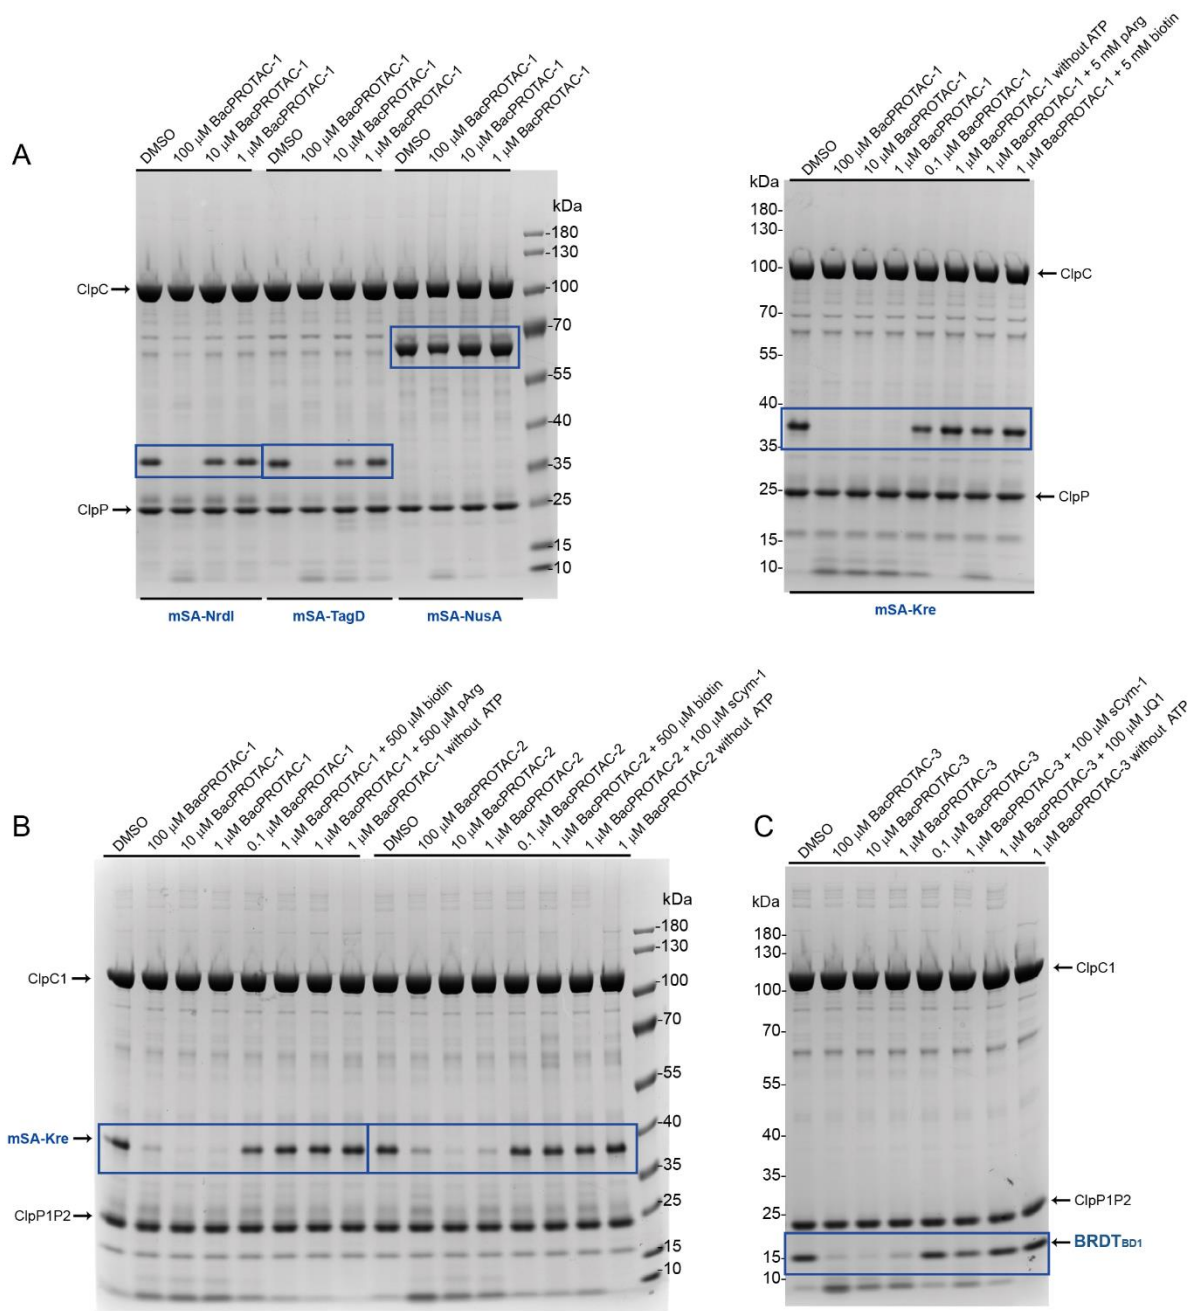 A
DMSO
100 µM BacPROTAC-1
10 µM BacPROTAC-1
1 µM BacPROTAC-1
DMSO
100 µM BacPROTAC-1
10 µM BacPROTAC-1
1 µM BacPROTAC-1
DMSO
100 µM BacPROTAC-1
10 µM BacPROTAC-1
1 µM BacPROTAC-1
kDa
-180
-130
-100
-70
-55
-40
-35
-25
-15
-10
ClpC
ClpP
mSA-NrdI
mSA-TagD
mSA-NusA
DMSO
100 µM BacPROTAC-1
10 µM BacPROTAC-1
1 µM BacPROTAC-1
0.1 µM BacPROTAC-1
1 µM BacPROTAC-1 without ATP
1 µM BacPROTAC-1 + 5 mM pArg
1 µM BacPROTAC-1 + 5 mM biotin
kDa
180-
130-
100-
70-
55-
40-
35-
25-
15-
10-
ClpC
ClpP
mSA-Kre
B
DMSO
100 µM BacPROTAC-1
10 µM BacPROTAC-1
1 µM BacPROTAC-1
0.1 µM BacPROTAC-1
1 µM BacPROTAC-1 + 500 µM biotin
1 µM BacPROTAC-1 + 500 µM pArg
1 µM BacPROTAC-1 without ATP
DMSO
100 µM BacPROTAC-2
10 µM BacPROTAC-2
1 µM BacPROTAC-2
0.1 µM BacPROTAC-2
1 µM BacPROTAC-2 + 500 µM biotin
1 µM BacPROTAC-2 + 100 µM sCym-1
1 µM BacPROTAC-2 without ATP
kDa
-180
-130
-100
-70
-55
-40
-35
-25
-15
-10
ClpC1
mSA-Kre
ClpP1P2
C
DMSO
100 µM BacPROTAC-3
10 µM BacPROTAC-3
1 µM BacPROTAC-3
0.1 µM BacPROTAC-3
1 µM BacPROTAC-3 + 100 µM sCym-1
1 µM BacPROTAC-3 + 100 µM JQ1
1 µM BacPROTAC-3 without ATP
kDa
180-
130-
100-
70-
55-
40-
35-
25-
15-
10-
ClpC1
ClpP1P2
BRDTBD1